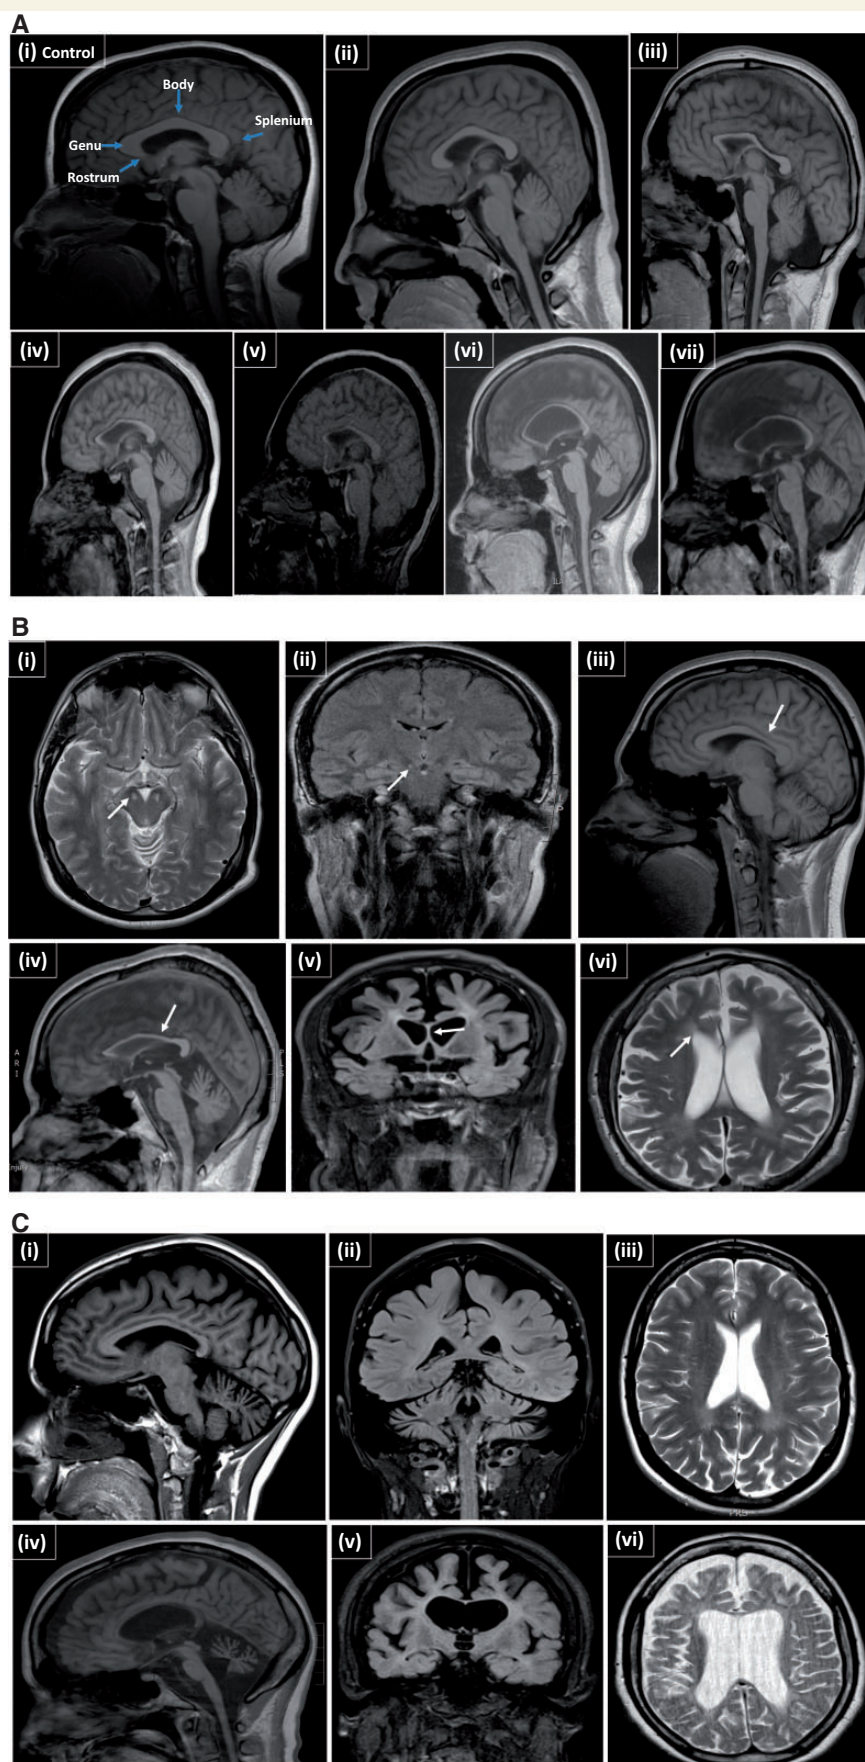 A
(i) Control
(ii)
(iii)
Body
Splenium
Genu
Rostrum
(iv)
(v)
(vi)
(vii)
B
(i)
(ii)
(iii)
(iv)
(v)
(vi)
A
R
I
C
(i)
(ii)
(iii)
(iv)
(v)
(vi)